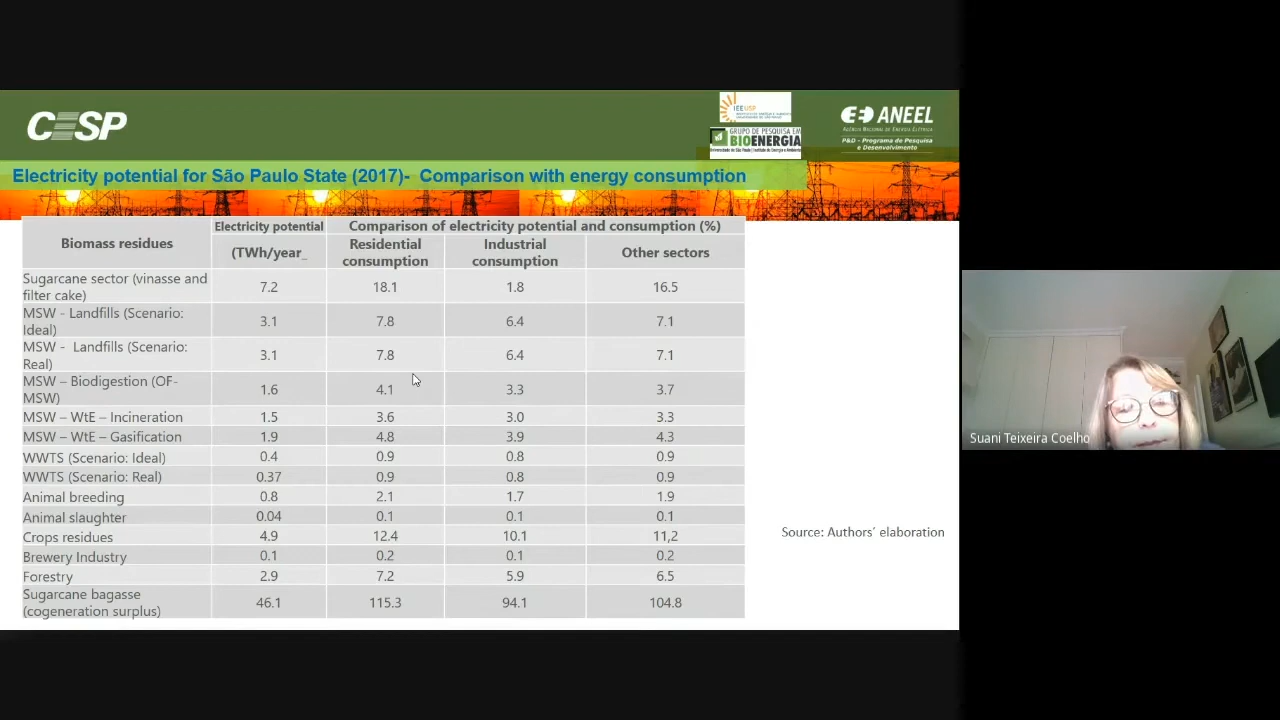 CESP
IEE USP
GRUPO DE PESQUISA EM
BIOENERGIA
ANEEL
AGÊNCIA NACIONAL DE ENERGIA ELÉTRICA
P&D - Programa de Pesquisa
e Desenvolvimento
Electricity potential for São Paulo State (2017)- Comparison with energy consumption
Biomass residues
Electricity potential
(TWh/year_
Comparison of electricity potential and consumption (%)
Residential
consumption
Industrial
consumption
Other sectors
Sugarcane sector (vinasse and
filter cake)
7.2 18.1 1.8 16.5
MSW - Landfills (Scenario:
Ideal)
3.1 7.8 6.4 7.1
MSW - Landfills (Scenario:
Real)
3.1 7.8 6.4 7.1
MSW – Biodigestion (OF-
MSW)
1.6 4.1 3.3 3.7
MSW – WtE – Incineration 1.5 3.6 3.0 3.3
MSW – WtE – Gasification 1.9 4.8 3.9 4.3
WWTS (Scenario: Ideal) 0.4 0.9 0.8 0.9
WWTS (Scenario: Real) 0.37 0.9 0.8 0.9
Animal breeding 0.8 2.1 1.7 1.9
Animal slaughter 0.04 0.1 0.1 0.1
Crops residues 4.9 12.4 10.1 11,2
Brewery Industry 0.1 0.2 0.1 0.2
Forestry 2.9 7.2 5.9 6.5
Sugarcane bagasse
(cogeneration surplus)
46.1 115.3 94.1 104.8
Source: Authors´ elaboration
Suani Teixeira Coelho